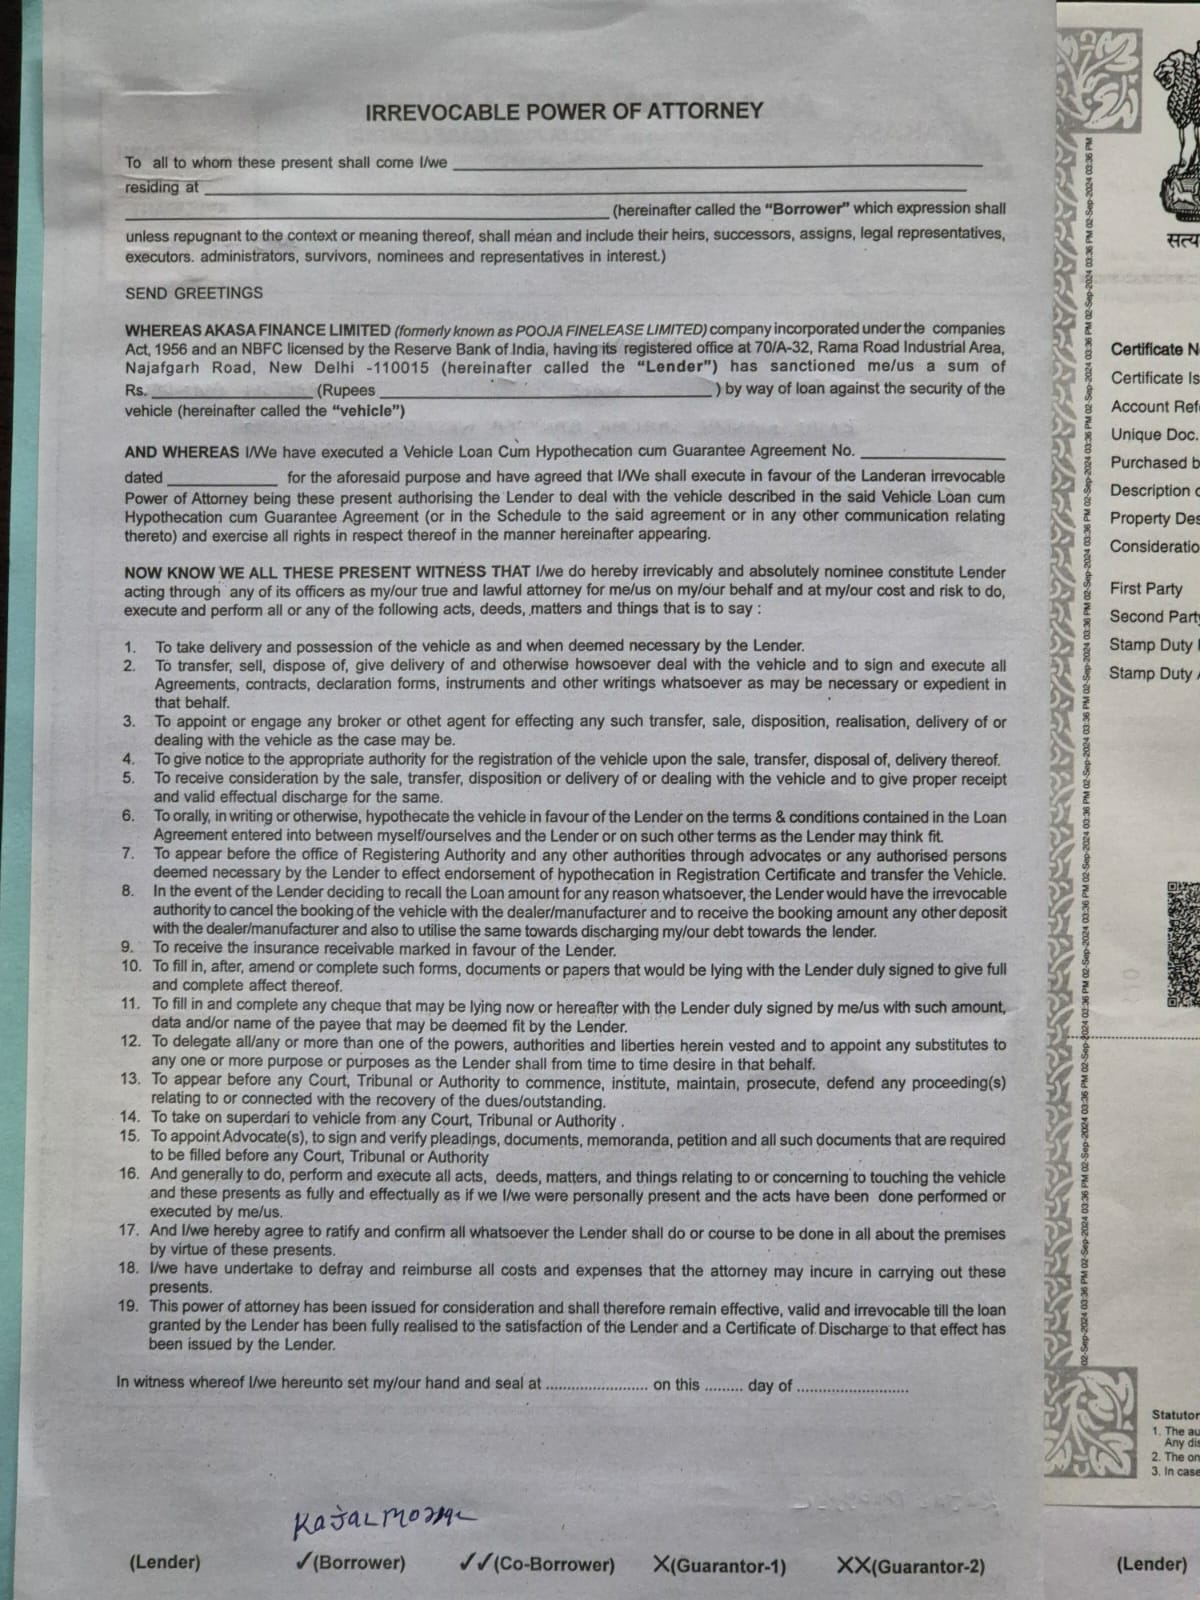 IRREVOCABLE POWER OF ATTORNEY
To all to whom these present shall come I/we
residing at
(hereinafter called the "Borrower" which expression shall
unless repugnant to the context or meaning thereof, shall mean and include their heirs, successors, assigns, legal representatives,
executors. administrators, survivors, nominees and representatives in interest.)
SEND GREETINGS
WHEREAS AKASA FINANCE LIMITED (formerly known as POOJA FINELEASE LIMITED) company incorporated under the companies
Act, 1956 and an NBFC licensed by the Reserve Bank of India, having its registered office at 70/A-32, Rama Road Industrial Area,
Najafgarh Road, New Delhi -110015 (hereinafter called the "Lender") has sanctioned me/us a sum of
Rs. (Rupees ) by way of loan against the security of the
vehicle (hereinafter called the "vehicle")
AND WHEREAS I/We have executed a Vehicle Loan Cum Hypothecation cum Guarantee Agreement No.
dated for the aforesaid purpose and have agreed that I/We shall execute in favour of the Landeran irrevocable
Power of Attorney being these present authorising the Lender to deal with the vehicle described in the said Vehicle Loan cum
Hypothecation cum Guarantee Agreement (or in the Schedule to the said agreement or in any other communication relating
thereto) and exercise all rights in respect thereof in the manner hereinafter appearing.
NOW KNOW WE ALL THESE PRESENT WITNESS THAT I/we do hereby irrevicably and absolutely nominee constitute Lender
acting through any of its officers as my/our true and lawful attorney for me/us on my/our behalf and at my/our cost and risk to do,
execute and perform all or any of the following acts, deeds, matters and things that is to say :
1. To take delivery and possession of the vehicle as and when deemed necessary by the Lender.
2. To transfer, sell, dispose of, give delivery of and otherwise howsoever deal with the vehicle and to sign and execute all
Agreements, contracts, declaration forms, instruments and other writings whatsoever as may be necessary or expedient in
that behalf.
3. To appoint or engage any broker or othet agent for effecting any such transfer, sale, disposition, realisation, delivery of or
dealing with the vehicle as the case may be.
4. To give notice to the appropriate authority for the registration of the vehicle upon the sale, transfer, disposal of, delivery thereof.
5. To receive consideration by the sale, transfer, disposition or delivery of or dealing with the vehicle and to give proper receipt
and valid effectual discharge for the same.
6. To orally, in writing or otherwise, hypothecate the vehicle in favour of the Lender on the terms & conditions contained in the Loan
Agreement entered into between myself/ourselves and the Lender or on such other terms as the Lender may think fit.
7. To appear before the office of Registering Authority and any other authorities through advocates or any authorised persons
deemed necessary by the Lender to effect endorsement of hypothecation in Registration Certificate and transfer the Vehicle.
8. In the event of the Lender deciding to recall the Loan amount for any reason whatsoever, the Lender would have the irrevocable
authority to cancel the booking of the vehicle with the dealer/manufacturer and to receive the booking amount any other deposit
with the dealer/manufacturer and also to utilise the same towards discharging my/our debt towards the lender.
9. To receive the insurance receivable marked in favour of the Lender.
10. To fill in, after, amend or complete such forms, documents or papers that would be lying with the Lender duly signed to give full
and complete affect thereof.
11. To fill in and complete any cheque that may be lying now or hereafter with the Lender duly signed by me/us with such amount,
data and/or name of the payee that may be deemed fit by the Lender.
12. To delegate all/any or more than one of the powers, authorities and liberties herein vested and to appoint any substitutes to
any one or more purpose or purposes as the Lender shall from time to time desire in that behalf.
13. To appear before any Court, Tribunal or Authority to commence, institute, maintain, prosecute, defend any proceeding(s)
relating to or connected with the recovery of the dues/outstanding.
14. To take on superdari to vehicle from any Court, Tribunal or Authority .
15. To appoint Advocate(s), to sign and verify pleadings, documents, memoranda, petition and all such documents that are required
to be filled before any Court, Tribunal or Authority
16. And generally to do, perform and execute all acts, deeds, matters, and things relating to or concerning to touching the vehicle
and these presents as fully and effectually as if we I/we were personally present and the acts have been done performed or
executed by me/us.
17. And I/we hereby agree to ratify and confirm all whatsoever the Lender shall do or course to be done in all about the premises
by virtue of these presents.
18. I/we have undertake to defray and reimburse all costs and expenses that the attorney may incure in carrying out these
presents.
19. This power of attorney has been issued for consideration and shall therefore remain effective, valid and irrevocable till the loan
granted by the Lender has been fully realised to the satisfaction of the Lender and a Certificate of Discharge to that effect has
been issued by the Lender.
In witness whereof I/we hereunto set my/our hand and seal at ........................ on this ......... day of ..........................
Kajal
(Lender) ✓(Borrower) ✓✓(Co-Borrower) X(Guarantor-1) XX(Guarantor-2)
सत्य
Certificate N
Certificate Is
Account Ref
Unique Doc.
Purchased b
Description o
Property Des
Consideratio
First Party
Second Party
Stamp Duty
Stamp Duty
02-Sep-2024 03:36 PM 02-Sep-2024 03:36 PM 02-Sep-2024 03:36 PM
Statutor
1. The au
Any dis
2. The on
3. In case
(Lender)